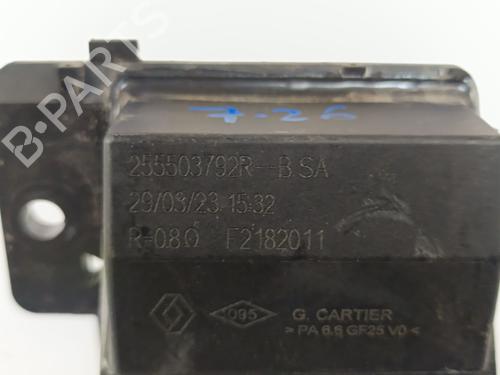 B-PARTS
7.26
255503792R--B SA
29/03/23 15:32
R=0.8Ω F2182011
1095 G. CARTIER
> PA 6.6 GF25 V0 <